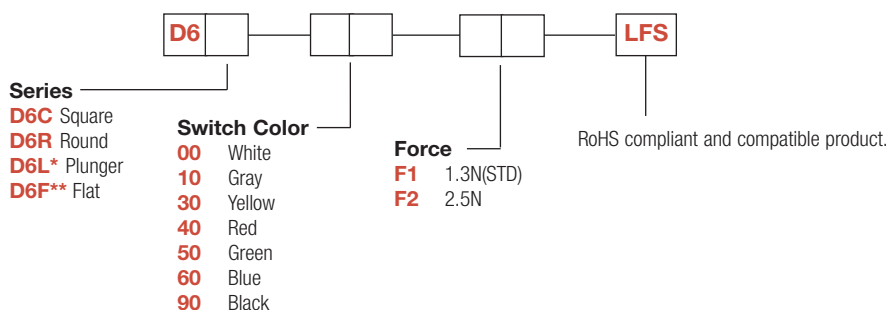 D6 LFS
Series
D6C Square
D6R Round
D6L* Plunger
D6F** Flat
Switch Color
00 White
10 Gray
30 Yellow
40 Red
50 Green
60 Blue
90 Black
Force
F1 1.3N(STD)
F2 2.5N
RoHS compliant and compatible product.